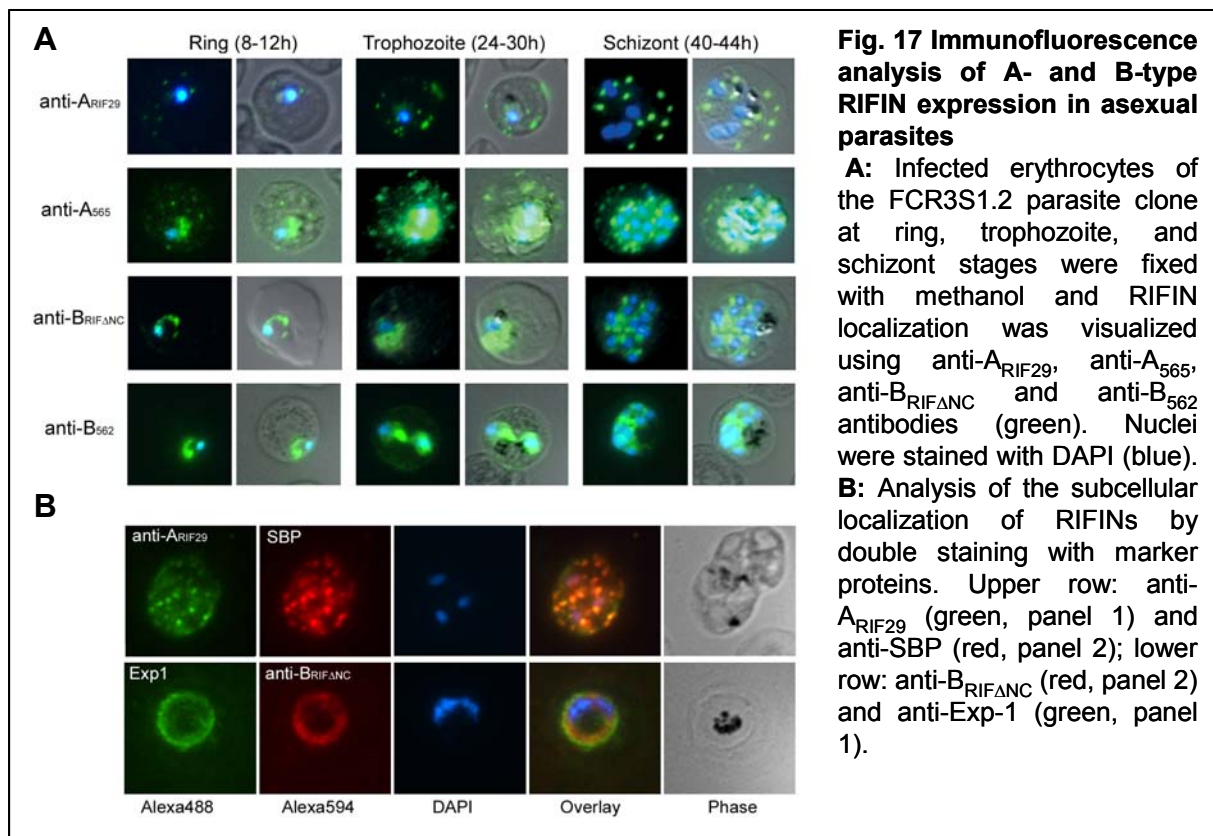 A
Ring (8-12h) Trophozoite (24-30h) Schizont (40-44h)
anti-ARIF29
anti-A565
anti-BRIFΔNC
anti-B562
B
anti-ARIF29 SBP
Exp1 anti-BRIFΔNC
Alexa488 Alexa594 DAPI Overlay Phase
Fig. 17 Immunofluorescence
analysis of A- and B-type
RIFIN expression in asexual
parasites
A: Infected erythrocytes of
the FCR3S1.2 parasite clone
at ring, trophozoite, and
schizont stages were fixed
with methanol and RIFIN
localization was visualized
using anti-ARIF29, anti-A565,
anti-BRIFΔNC and anti-B562
antibodies (green). Nuclei
were stained with DAPI (blue).
B: Analysis of the subcellular
localization of RIFINs by
double staining with marker
proteins. Upper row: anti-
ARIF29 (green, panel 1) and
anti-SBP (red, panel 2); lower
row: anti-BRIFΔNC (red, panel 2)
and anti-Exp-1 (green, panel
1).